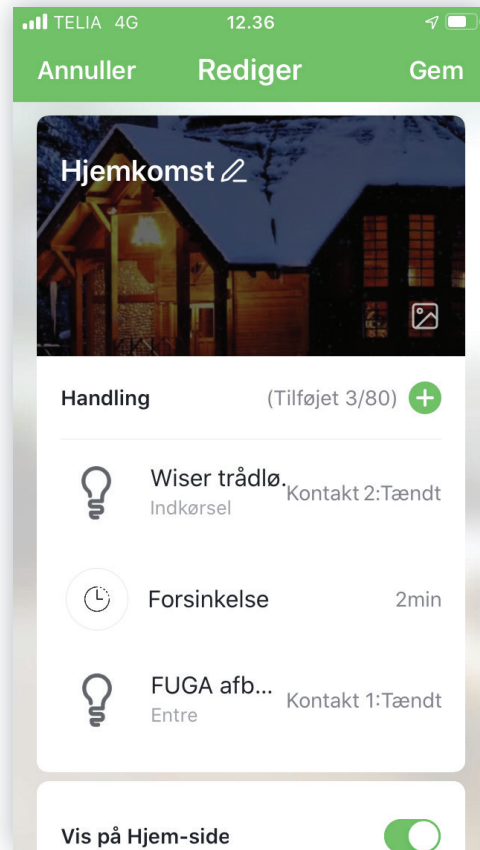 TELIA 4G 12.36
Annuller Rediger Gem
Hjemkomst
Handling (Tilføjet 3/80)
Wiser trådlø. Kontakt 2:Tændt
Indkørsel
Forsinkelse 2min
FUGA afb... Kontakt 1:Tændt
Entre
Vis på Hjem-side